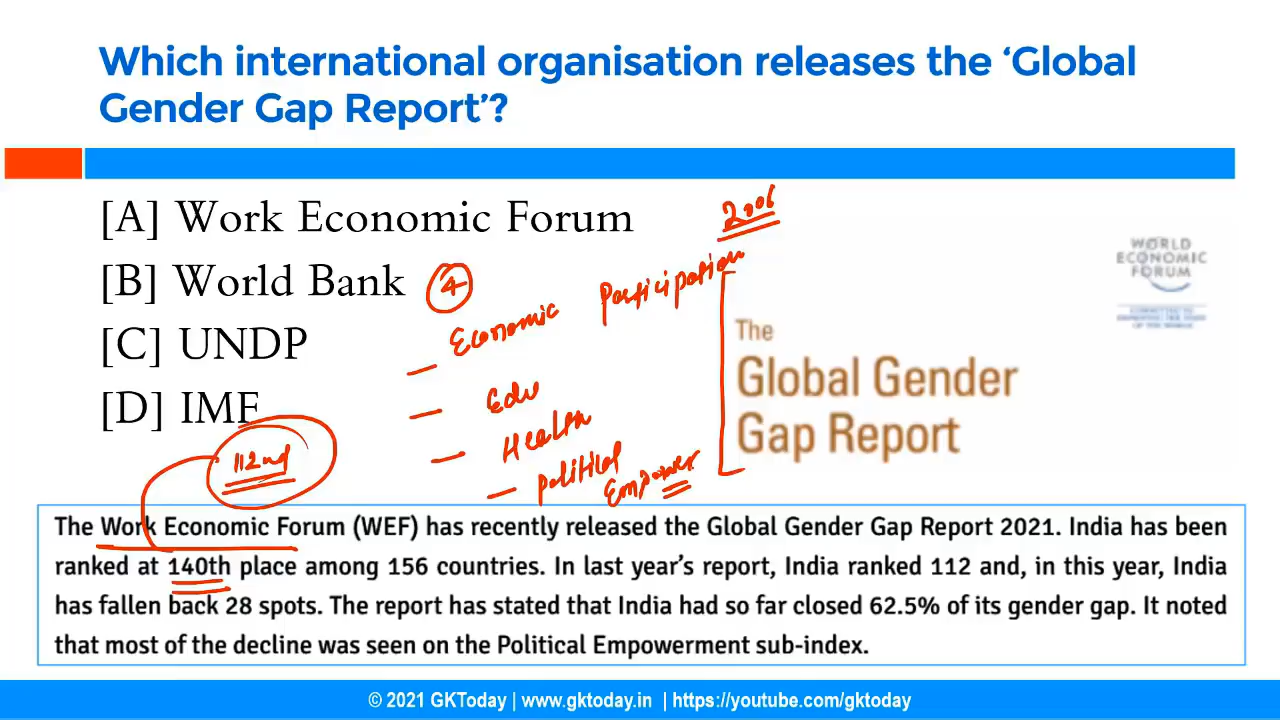 Which international organisation releases the ‘Global
Gender Gap Report’?
[A] Work Economic Forum
[B] World Bank
[C] UNDP
[D] IMF
2006
4
Economic Participation
Edu
Health
Political
Empower
112nd
WORLD
ECONOMIC
FORUM
The
Global Gender
Gap Report
The Work Economic Forum (WEF) has recently released the Global Gender Gap Report 2021. India has been
ranked at 140th place among 156 countries. In last year’s report, India ranked 112 and, in this year, India
has fallen back 28 spots. The report has stated that India had so far closed 62.5% of its gender gap. It noted
that most of the decline was seen on the Political Empowerment sub-index.
© 2021 GKToday | www.gktoday.in | https://youtube.com/gktoday